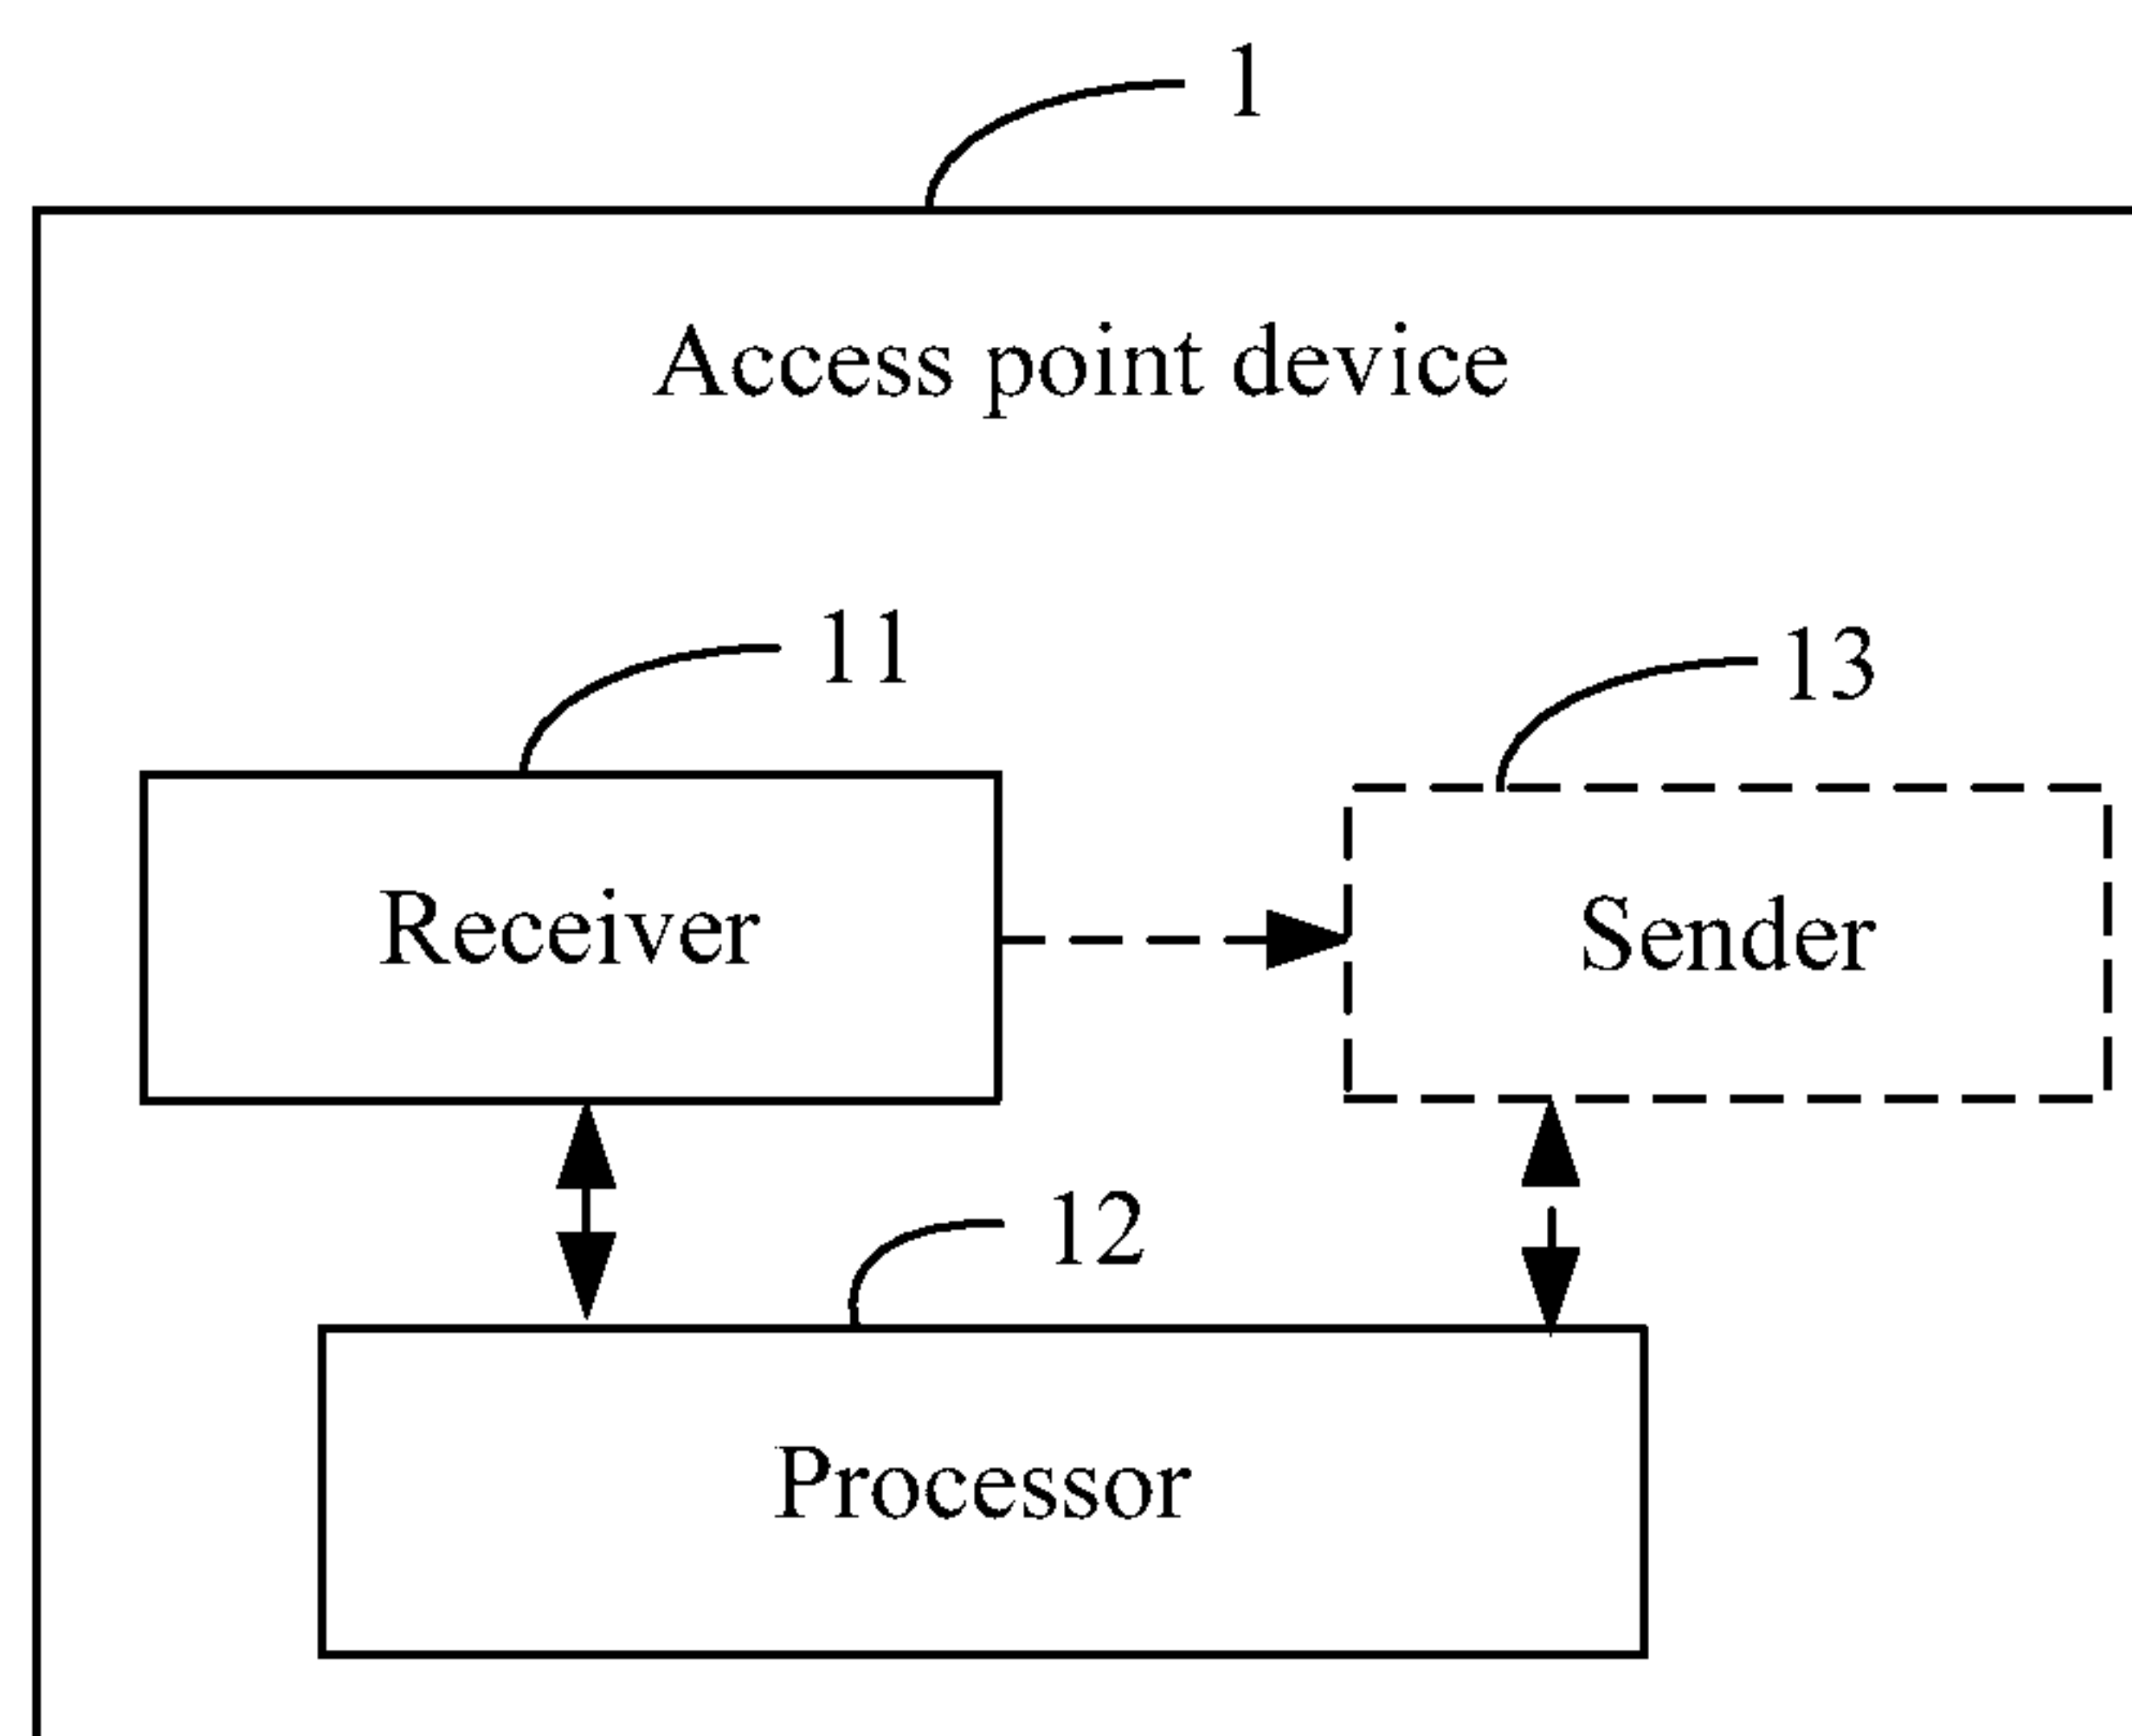 1
Access point device
11
13
Receiver
Sender
12
Processor